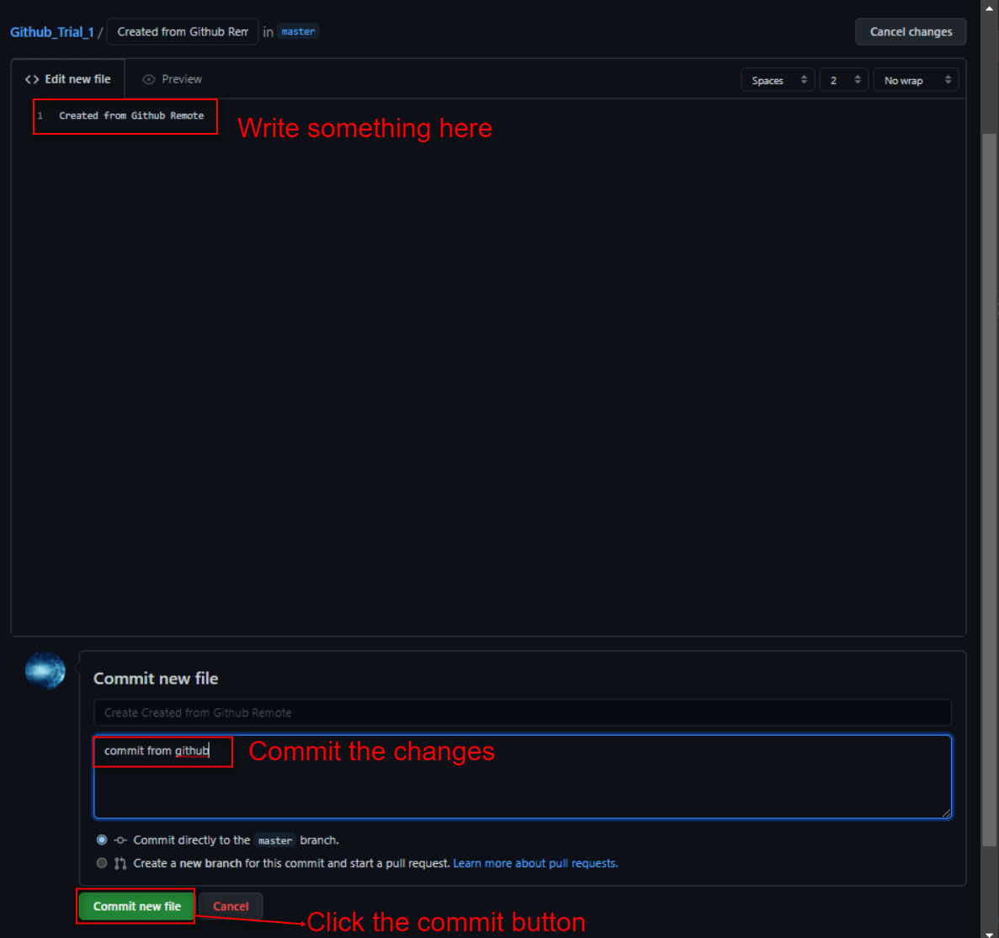 Github_Trial_1 / Created from Github Rem in master Cancel changes
Edit new file Preview Spaces 2 No wrap
1 Created from Github Remote
Write something here
Commit new file
Create Created from Github Remote
commit from github
Commit the changes
Commit directly to the master branch.
Create a new branch for this commit and start a pull request. Learn more about pull requests.
Commit new file Cancel
Click the commit button